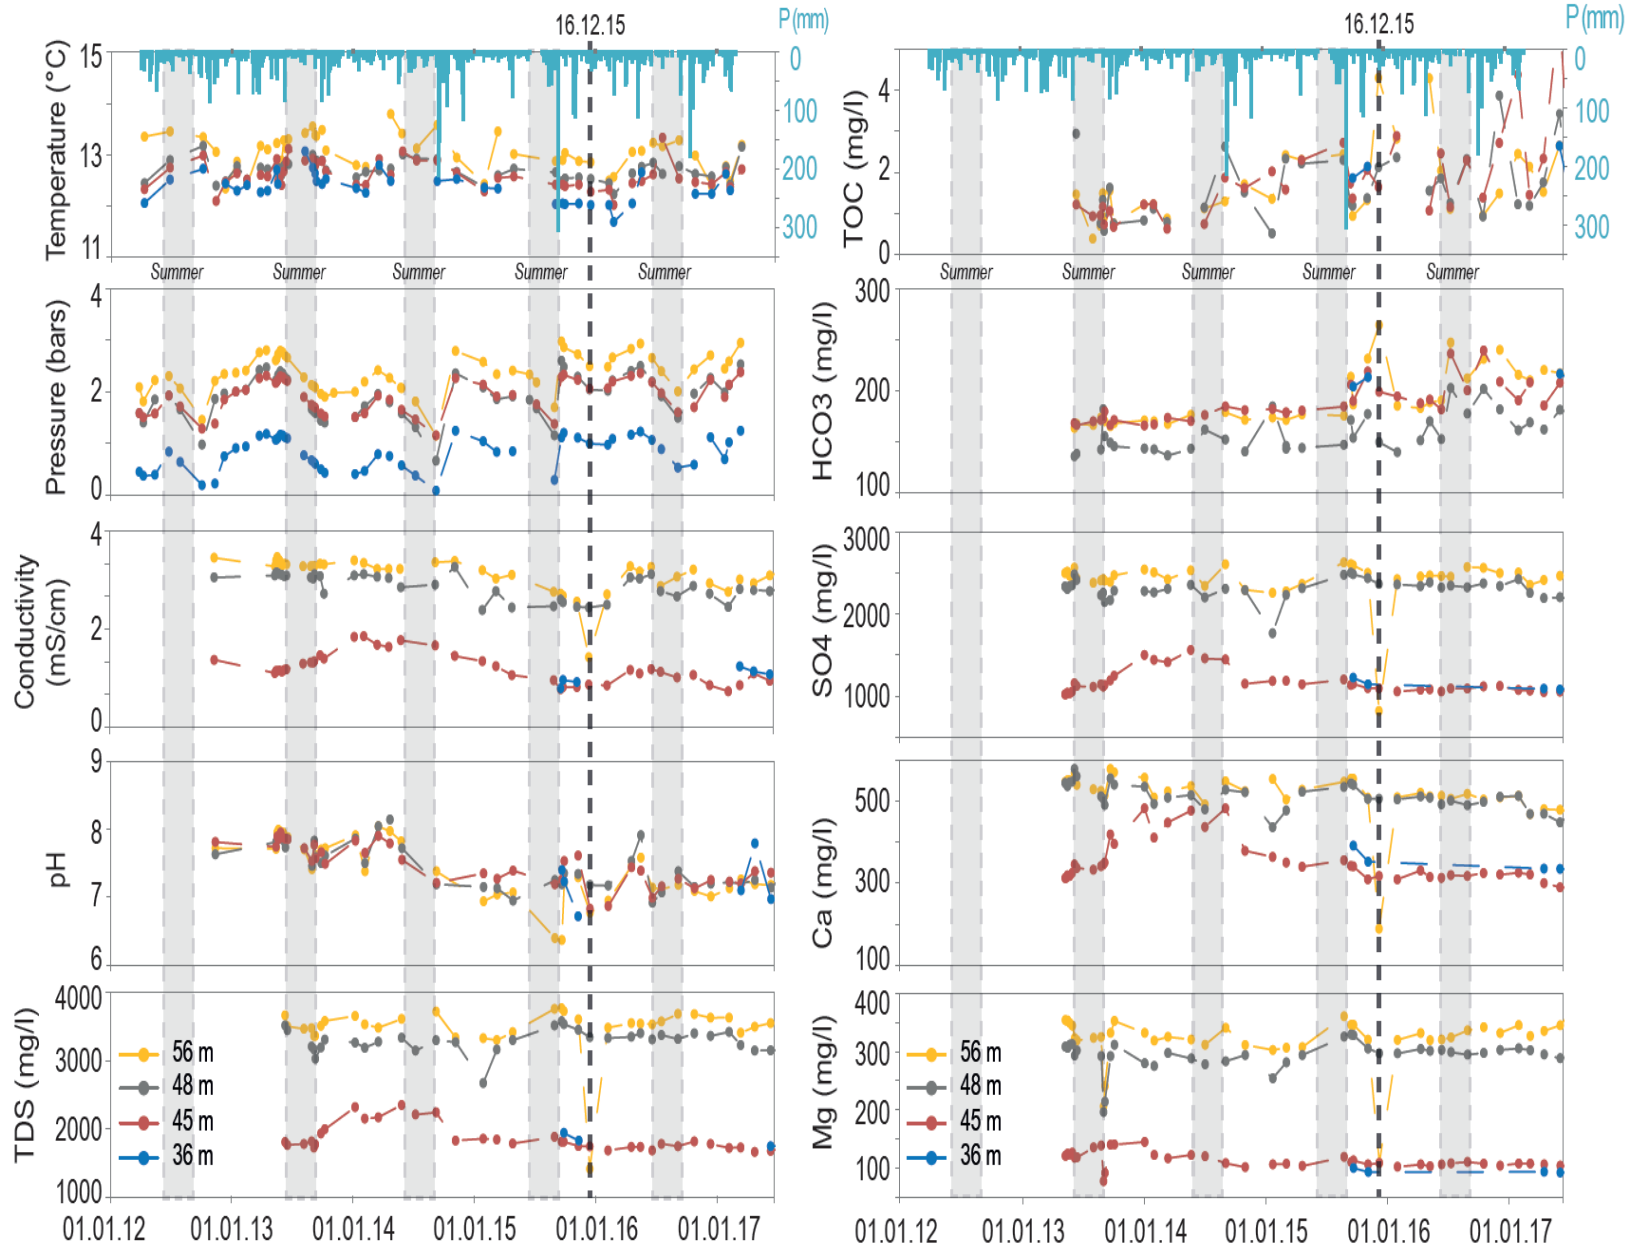 16.12.15
P (mm)
16.12.15
P (mm)
Temperature (°C)
15
13
11
0
100
200
300
TOC (mg/l)
4
2
0
0
100
200
300
Summer Summer Summer Summer Summer
Summer Summer Summer Summer Summer
Pressure (bars)
4
2
0
HCO3 (mg/l)
300
200
100
Conductivity
(mS/cm)
4
2
0
SO4 (mg/l)
3000
2000
1000
pH
9
8
7
6
Ca (mg/l)
500
300
100
TDS (mg/l)
4000
3000
2000
1000
56 m
48 m
45 m
36 m
Mg (mg/l)
400
300
200
100
56 m
48 m
45 m
36 m
01.01.12 01.01.13 01.01.14 01.01.15 01.01.16 01.01.17
01.01.12 01.01.13 01.01.14 01.01.15 01.01.16 01.01.17